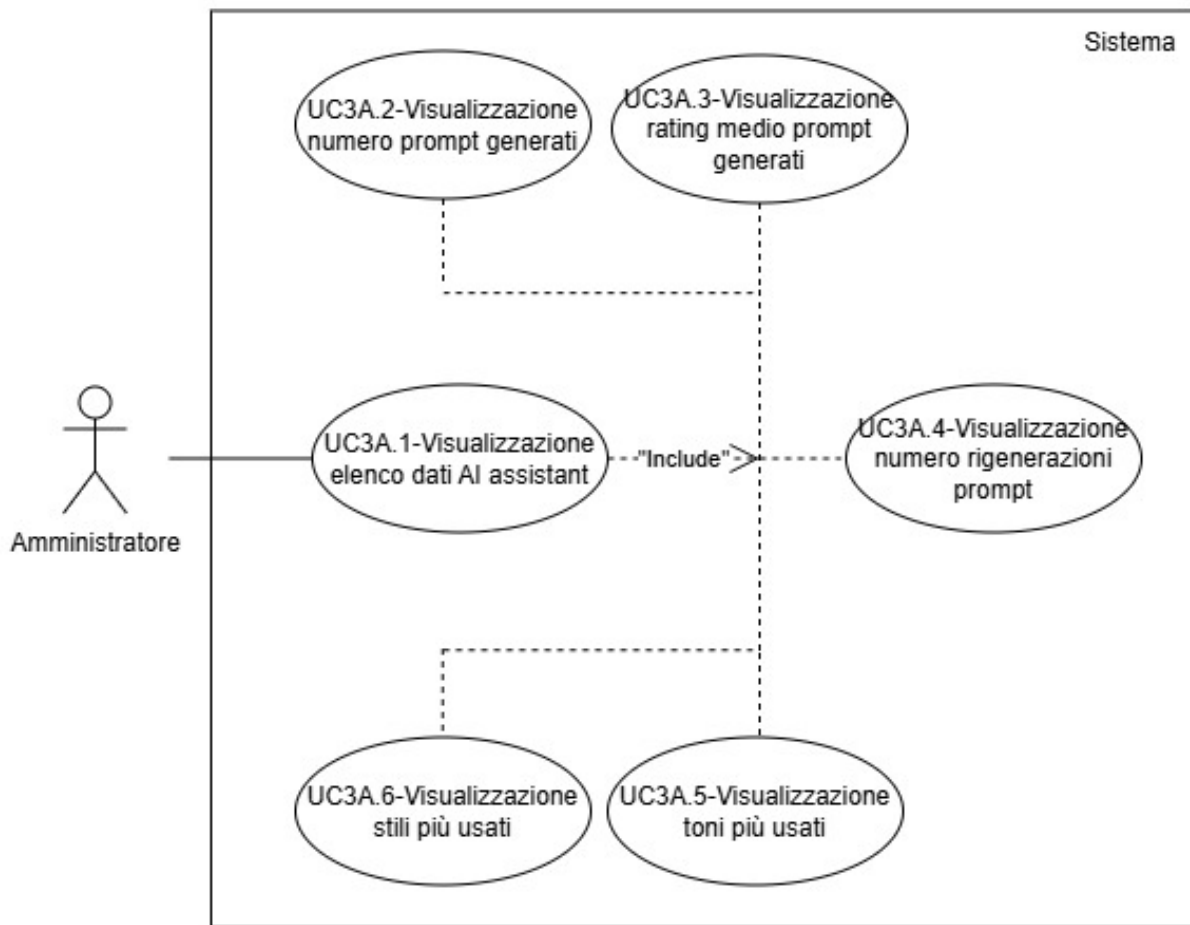 Sistema
UC3A.2-Visualizzazione
numero prompt generati
UC3A.3-Visualizzazione
rating medio prompt
generati
Amministratore
UC3A.1-Visualizzazione
elenco dati AI assistant
"Include"
UC3A.4-Visualizzazione
numero rigenerazioni
prompt
UC3A.6-Visualizzazione
stili più usati
UC3A.5-Visualizzazione
toni più usati